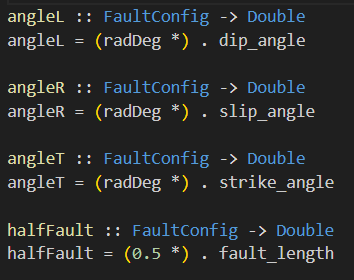 angleL :: FaultConfig -> Double
angleL = (radDeg *) . dip_angle
angleR :: FaultConfig -> Double
angleR = (radDeg *) . slip_angle
angleT :: FaultConfig -> Double
angleT = (radDeg *) . strike_angle
halfFault :: FaultConfig -> Double
halfFault = (0.5 *) . fault_length